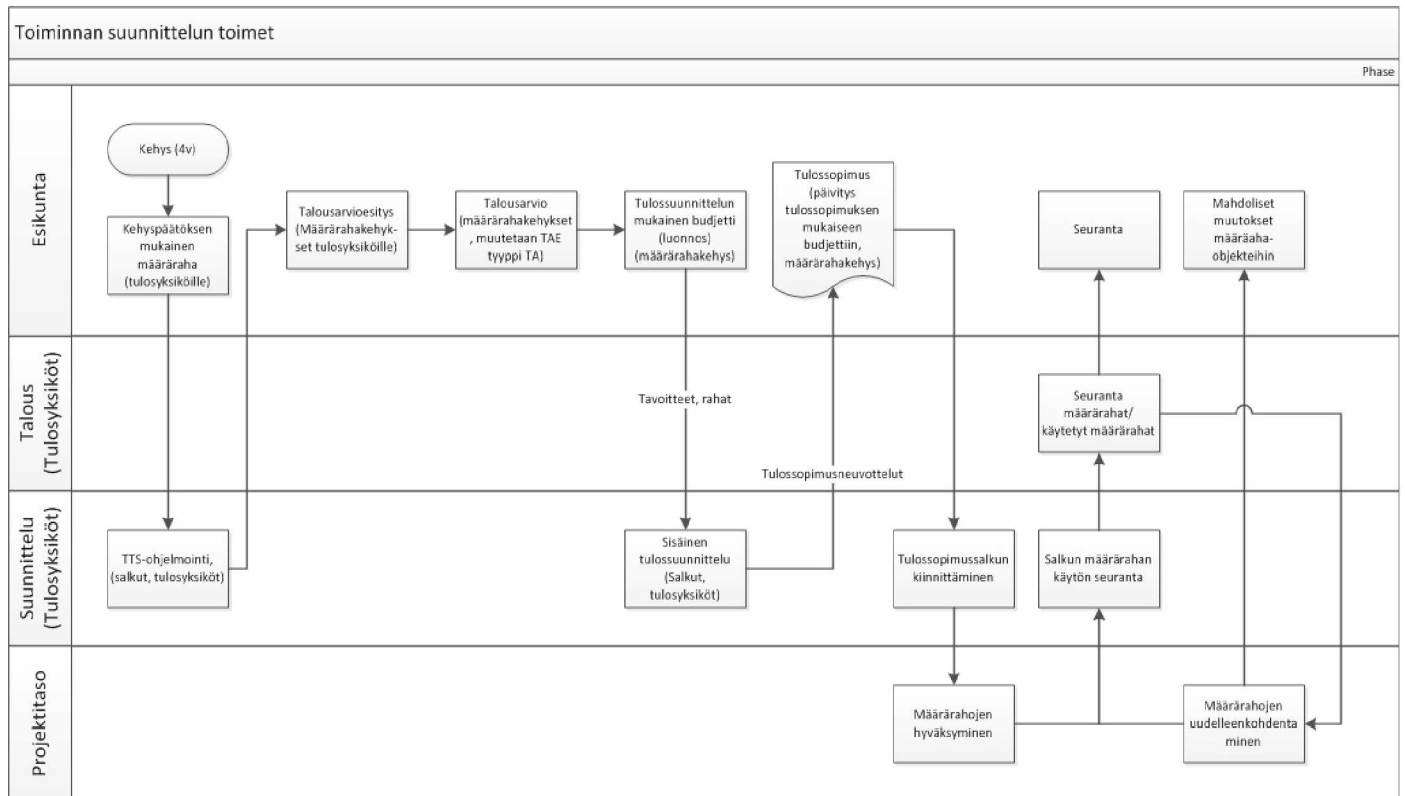 Toiminnan suunnittelun toimet
Phase
Esikunta
Kehys (4v)
Kehyspäätöksen
mukainen
määräraha
(tulosyksiköille)
Talousarvioesitys
(Määrärahakehyk-
set tulosyksiköille)
Talousarvio
(määrärahakehykset
, muutetaan TAE
tyyppi TA)
Tulossuunnittelun
mukainen budjetti
(luonnos)
(määrärahakehys)
Tulossopimus
(päivitys
tulossopimuksen
mukaiseen
budjettiin,
määrärahakehys)
Seuranta
Mahdoliset
muutokset
määräaha-
objekteihin
Talous
(Tulosyksiköt)
Tavoitteet, rahat
Tulossopimusneuvottelut
Seuranta
määrärahat/
käytetyt määrärahat
Suunnittelu
(Tulosyksiköt)
TTS-ohjelmointi,
(salkut, tulosyksiköt)
Sisäinen
tulossuunnittelu
(Salkut,
tulosyksiköt)
Tulossopimussalkun
kiinnittäminen
Salkun määrärahan
käytön seuranta
Projektitaso
Määrärahojen
hyväksyminen
Määrärahojen
uudelleenkohdenta
minen